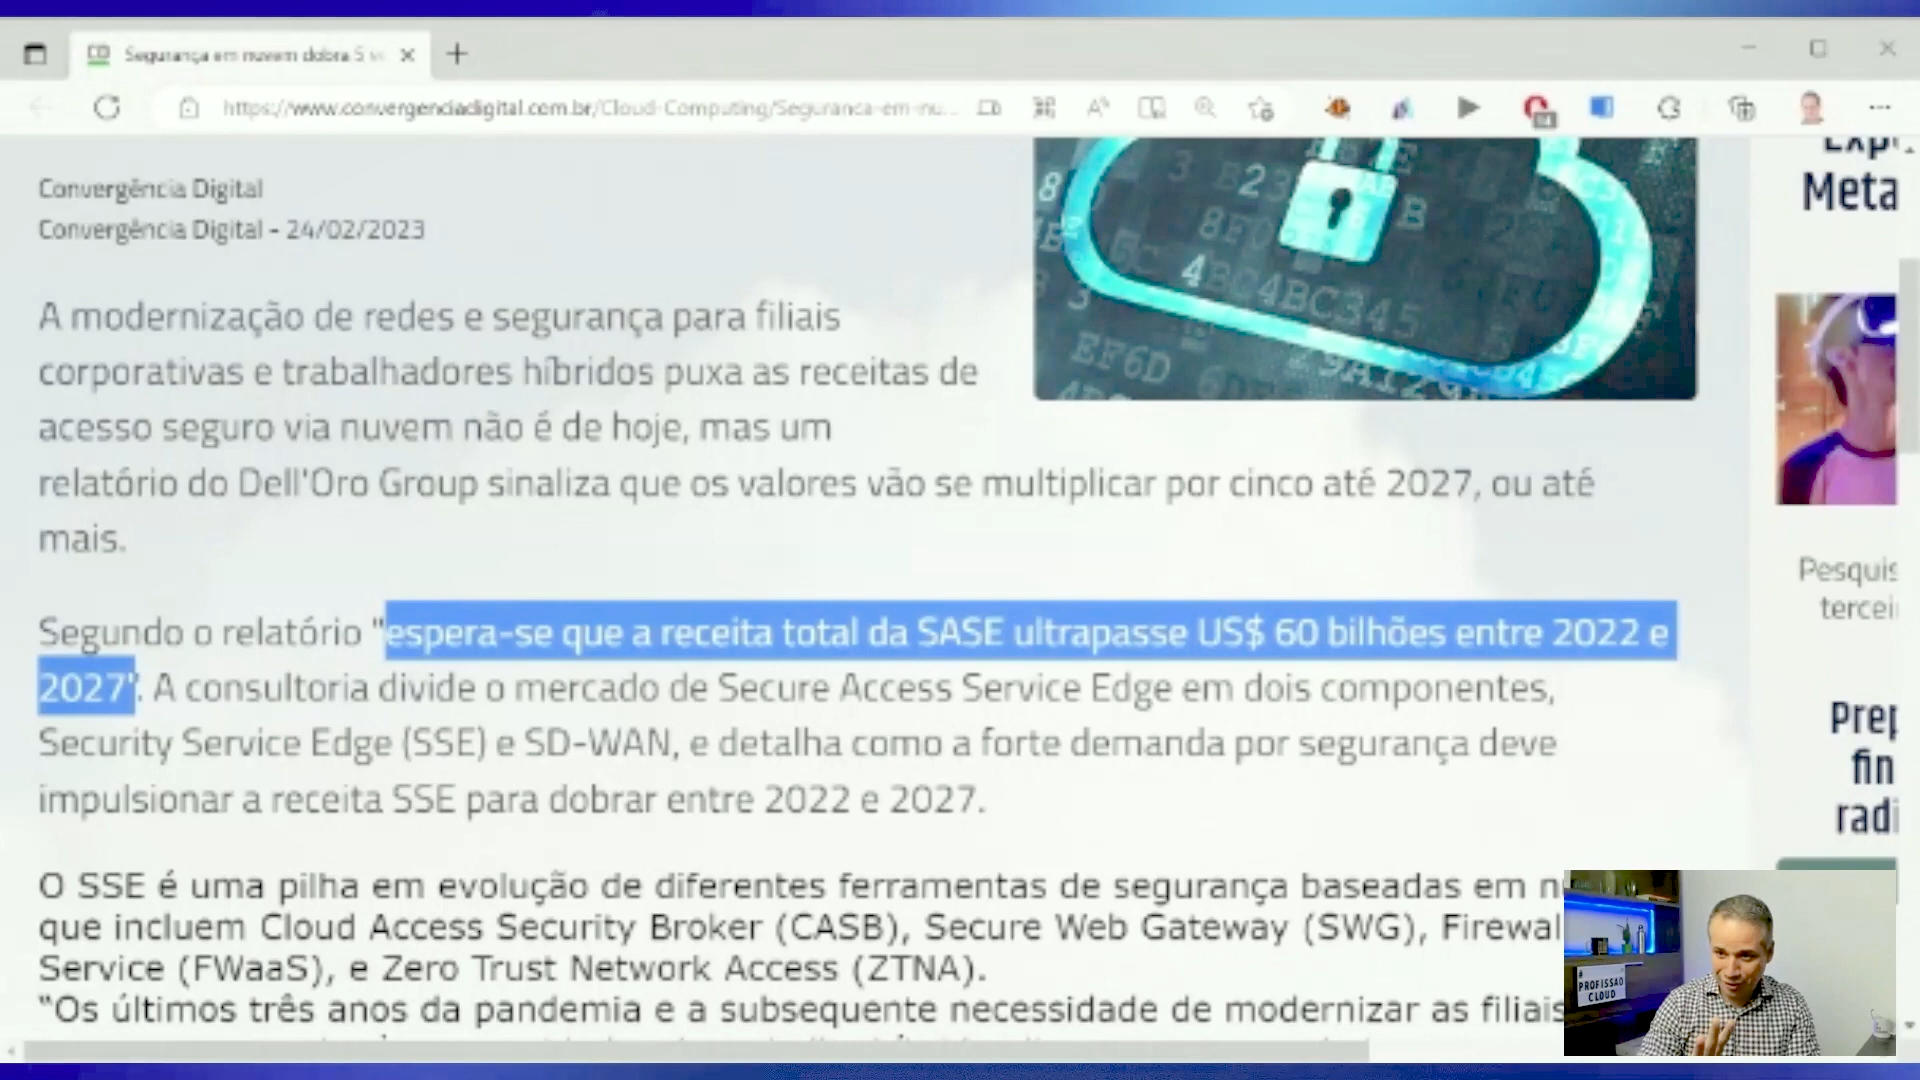 Segurança em nuvem dobra 5 v
https://www.convergenciadigital.com.br/Cloud-Computing/Seguranca-em-nu...
Convergência Digital
Convergência Digital - 24/02/2023
A modernização de redes e segurança para filiais
corporativas e trabalhadores híbridos puxa as receitas de
acesso seguro via nuvem não é de hoje, mas um
relatório do Dell'Oro Group sinaliza que os valores vão se multiplicar por cinco até 2027, ou até
mais.
Segundo o relatório "espera-se que a receita total da SASE ultrapasse US$ 60 bilhões entre 2022 e
2027". A consultoria divide o mercado de Secure Access Service Edge em dois componentes,
Security Service Edge (SSE) e SD-WAN, e detalha como a forte demanda por segurança deve
impulsionar a receita SSE para dobrar entre 2022 e 2027.
O SSE é uma pilha em evolução de diferentes ferramentas de segurança baseadas em n
que incluem Cloud Access Security Broker (CASB), Secure Web Gateway (SWG), Firewal
Service (FWaaS), e Zero Trust Network Access (ZTNA).
“Os últimos três anos da pandemia e a subsequente necessidade de modernizar as filiais
Meta
Pesquis
tercei
Prep
fin
radi
4BC4BC345
EF6D
PROFISSÃO
CLOUD